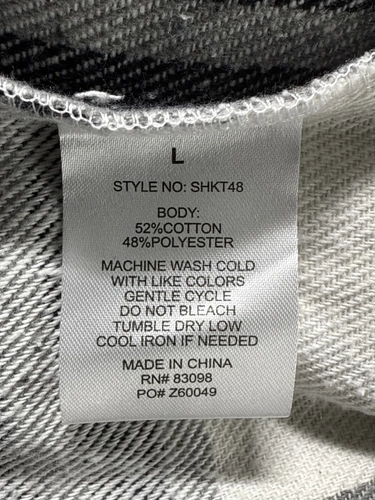 L
STYLE NO: SHKT48
BODY:
52%COTTON
48%POLYESTER
MACHINE WASH COLD
WITH LIKE COLORS
GENTLE CYCLE
DO NOT BLEACH
TUMBLE DRY LOW
COOL IRON IF NEEDED
MADE IN CHINA
RN# 83098
PO# Z60049